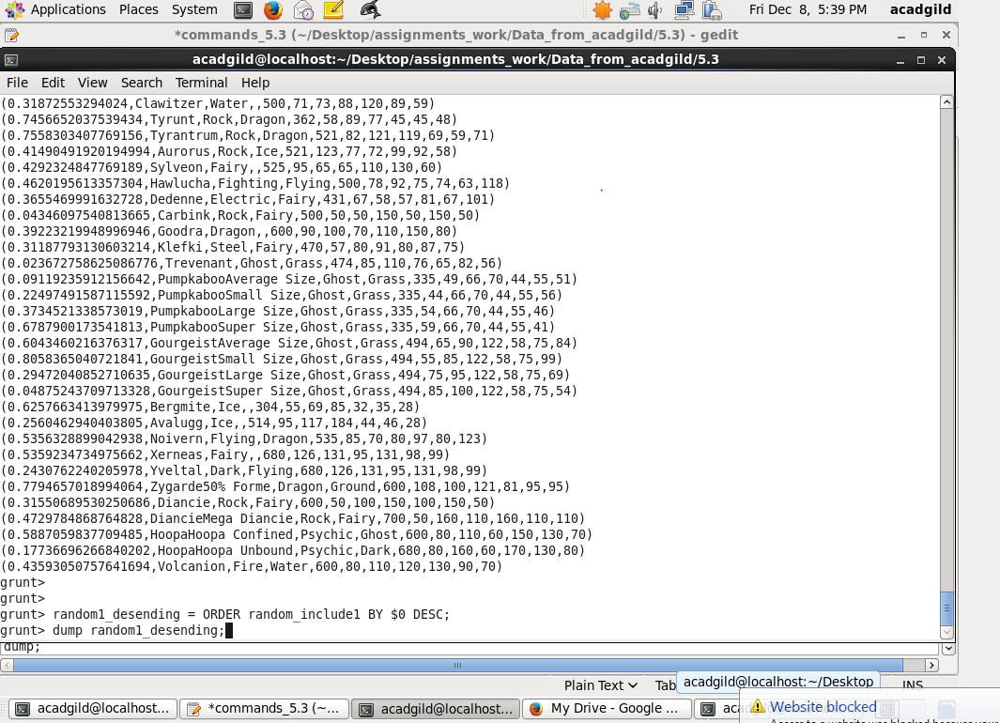 Applications Places System Fri Dec 8, 5:39 PM acadgild
*commands_5.3 (~/Desktop/assignments_work/Data_from_acadgild/5.3) - gedit
acadgild@localhost:~/Desktop/assignments_work/Data_from_acadgild/5.3
File Edit View Search Terminal Help
(0.31872553294024,Clawitzer,Water,,500,71,73,88,120,89,59)
(0.7456652037539434,Tyrunt,Rock,Dragon,362,58,89,77,45,45,48)
(0.7558303407769156,Tyrantrum,Rock,Dragon,521,82,121,119,69,59,71)
(0.41490491920194994,Aurorus,Rock,Ice,521,123,77,72,99,92,58)
(0.4292324847769189,Sylveon,Fairy,,525,95,65,65,110,130,60)
(0.4620195613357304,Hawlucha,Fighting,Flying,500,78,92,75,74,63,118)
(0.3655469991632728,Dedenne,Electric,Fairy,431,67,58,57,81,67,101)
(0.04346097540813665,Carbink,Rock,Fairy,500,50,50,150,50,150,50)
(0.39223219948996946,Goodra,Dragon,,600,90,100,70,110,150,80)
(0.31187793130603214,Klefki,Steel,Fairy,470,57,80,91,80,87,75)
(0.023672758625086776,Trevenant,Ghost,Grass,474,85,110,76,65,82,56)
(0.09119235912156642,PumpkabooAverage Size,Ghost,Grass,335,49,66,70,44,55,51)
(0.22497491587115592,PumpkabooSmall Size,Ghost,Grass,335,44,66,70,44,55,56)
(0.3734521338573019,PumpkabooLarge Size,Ghost,Grass,335,54,66,70,44,55,46)
(0.6787900173541813,PumpkabooSuper Size,Ghost,Grass,335,59,66,70,44,55,41)
(0.6043460216376317,GourgeistAverage Size,Ghost,Grass,494,65,90,122,58,75,84)
(0.8058365040721841,GourgeistSmall Size,Ghost,Grass,494,55,85,122,58,75,99)
(0.29472040852710635,GourgeistLarge Size,Ghost,Grass,494,75,95,122,58,75,69)
(0.04875243709713328,GourgeistSuper Size,Ghost,Grass,494,85,100,122,58,75,54)
(0.6257663413979975,Bergmite,Ice,,304,55,69,85,32,35,28)
(0.2560462940403805,Avalugg,Ice,,514,95,117,184,44,46,28)
(0.5356328899042938,Noivern,Flying,Dragon,535,85,70,80,97,80,123)
(0.5359234734975662,Xerneas,Fairy,,680,126,131,95,131,98,99)
(0.2430762240205978,Yveltal,Dark,Flying,680,126,131,95,131,98,99)
(0.7794657018994064,Zygarde50% Forme,Dragon,Ground,600,108,100,121,81,95,95)
(0.31550689530250686,Diancie,Rock,Fairy,600,50,100,150,100,150,50)
(0.4729784868764828,DiancieMega Diancie,Rock,Fairy,700,50,160,110,160,110,110)
(0.5887059837709485,HoopaHoopa Confined,Psychic,Ghost,600,80,110,60,150,130,70)
(0.17736696266840202,HoopaHoopa Unbound,Psychic,Dark,680,80,160,60,170,130,80)
(0.43593050757641694,Volcanion,Fire,Water,600,80,110,120,130,90,70)
grunt>
grunt>
grunt> random1_desending = ORDER random_include1 BY $0 DESC;
grunt> dump random1_desending;
dump;
Plain Text Tab acadgild@localhost:~/Desktop INS
acadgild@localhost... *commands_5.3 (~... acadgild@localhost... My Drive - Google ... acadg Website blocked